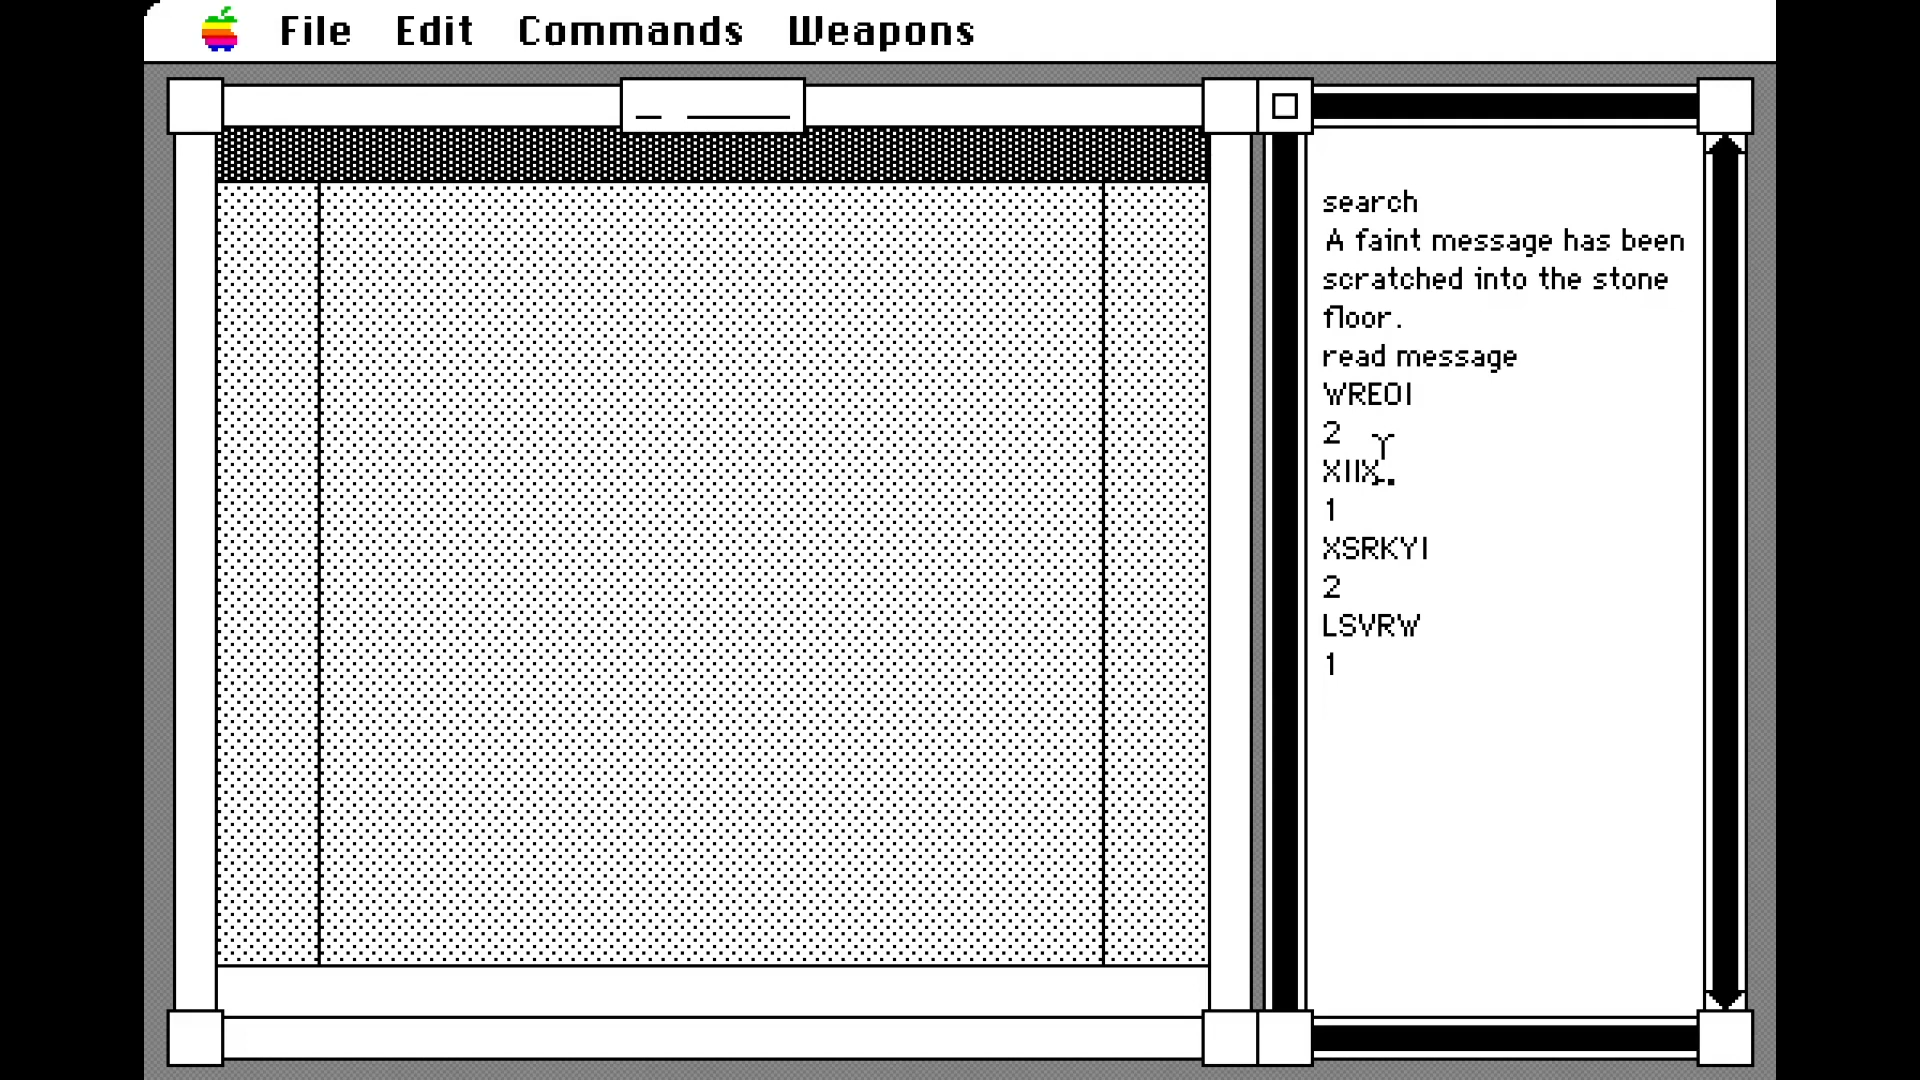 File Edit Commands Weapons
search
A faint message has been
scratched into the stone
floor.
read message
WREOI
2
XIIX
1
XSRKYI
2
LSVRW
1